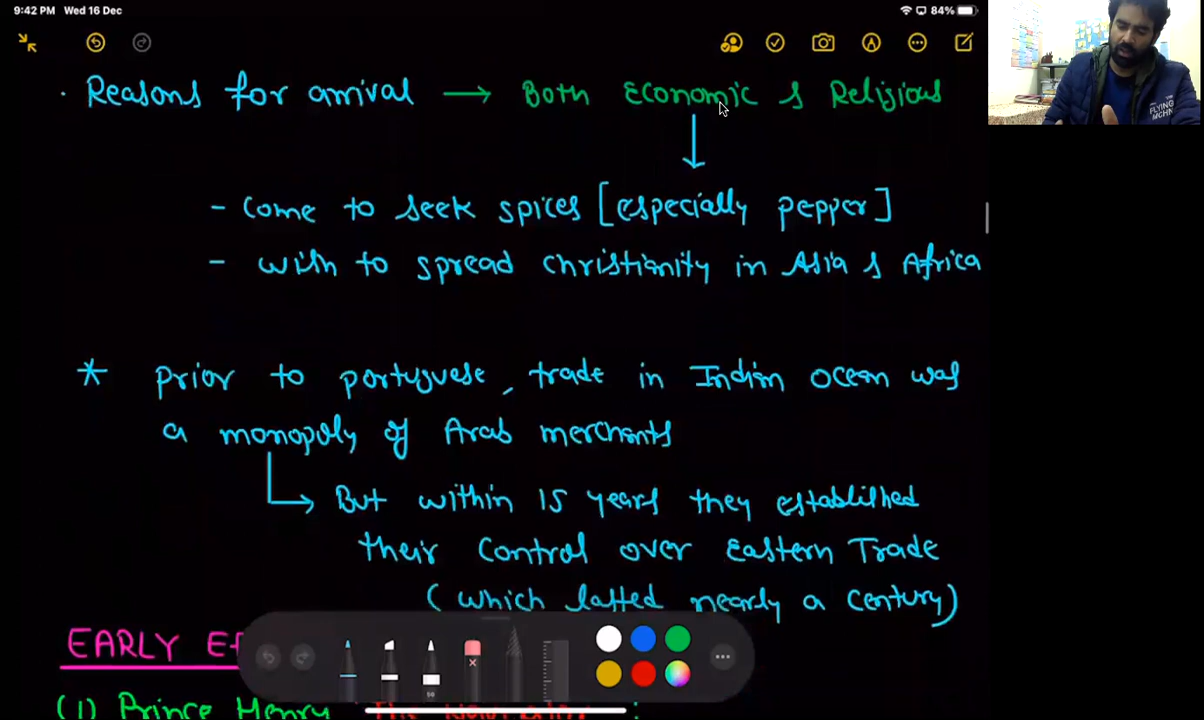 9:42 PM Wed 16 Dec
84%
· Reasons for arrival → Both Economic & Religious
- Come to seek spices [especially pepper]
- wish to spread christianity in Asia & Africa
* Prior to portuguese, trade in Indian ocean was
a monopoly of Arab merchants
But within 15 years they established
their control over Eastern Trade
(which lasted nearly a century)
EARLY
(1) Prince Henry
FLYING
MCHN
50